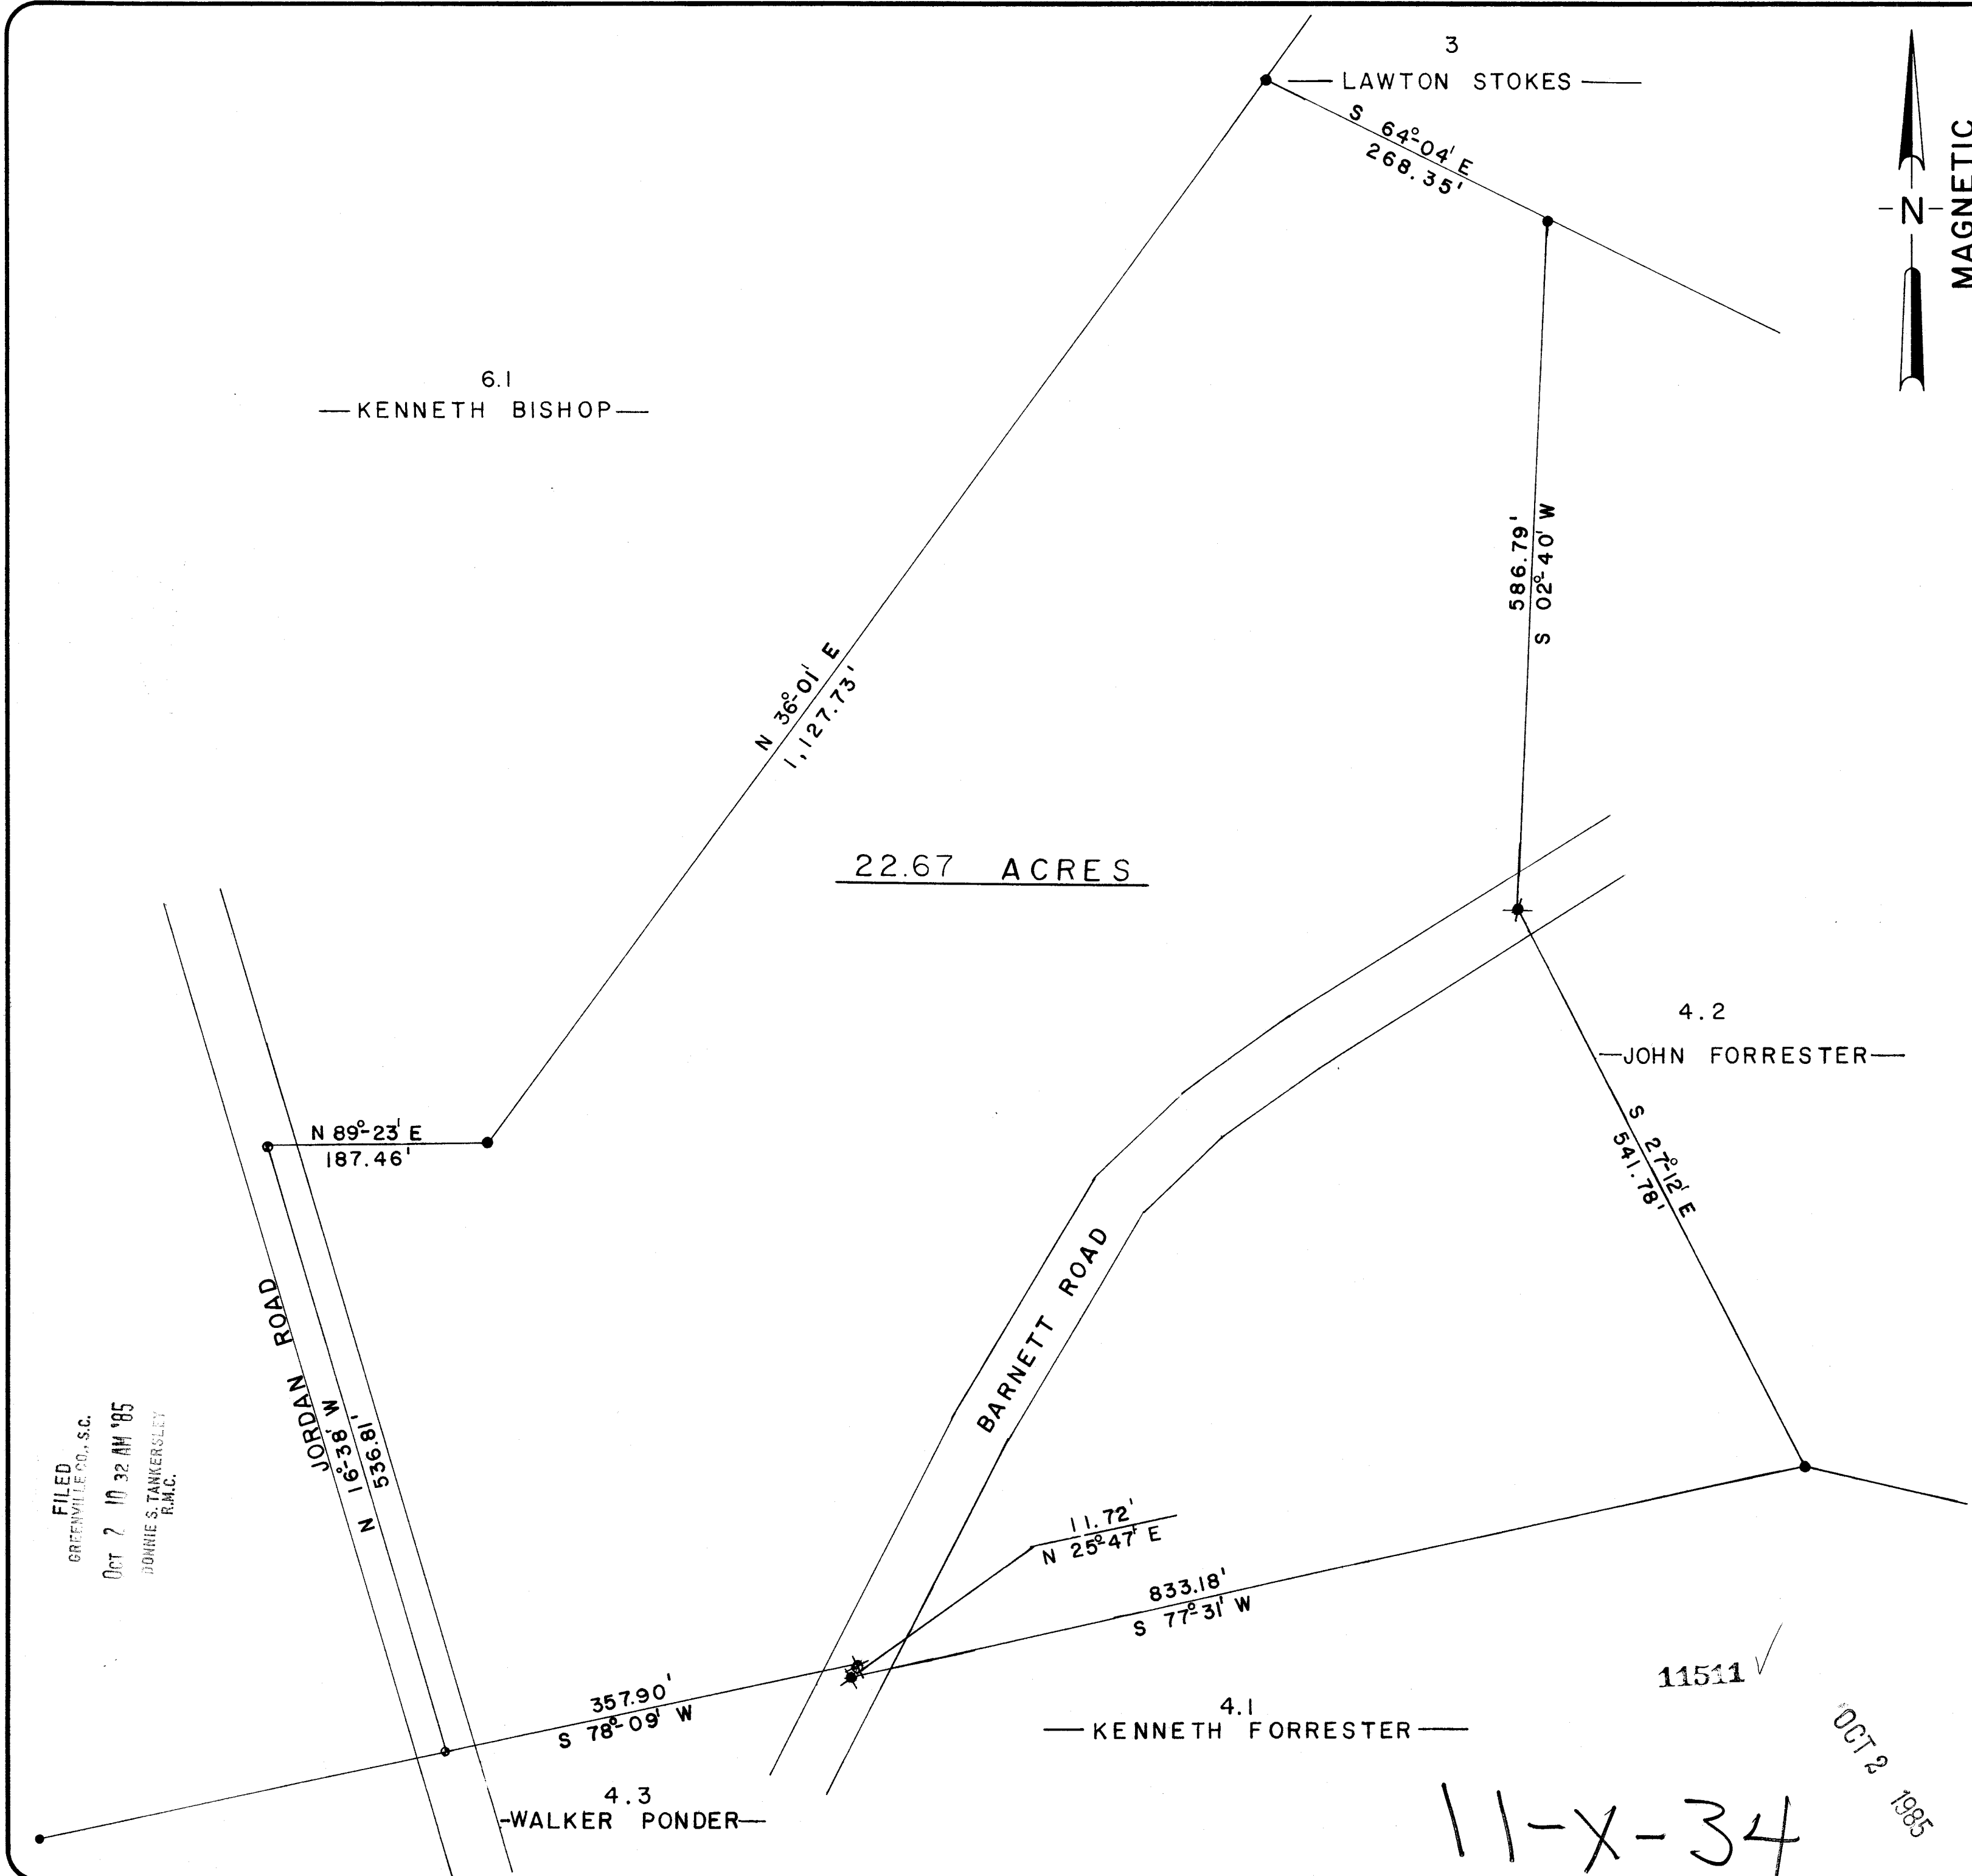 3
LAWTON STOKES
S 64°-04' E
268.35'
N
MAGNETIC
6.1
KENNETH BISHOP
586.79'
S 02°-40' W
N 36°-01' E
1,127.73'
22.67 ACRES
4.2
JOHN FORRESTER
N 89°-23' E
187.46'
S 27°-12' E
541.78'
JORDAN ROAD
N 16°-38' W
536.81'
BARNETT ROAD
FILED
GREENVILLE CO., S.C.
OCT 2 10 32 AM '85
DONNIE S. TANKERSLEY
R.M.C.
11.72'
N 25°-47' E
833.18'
S 77°-31' W
357.90'
S 78°-09' W
11511
4.1
KENNETH FORRESTER
OCT 2 1985
4.3
WALKER PONDER
11-X-34